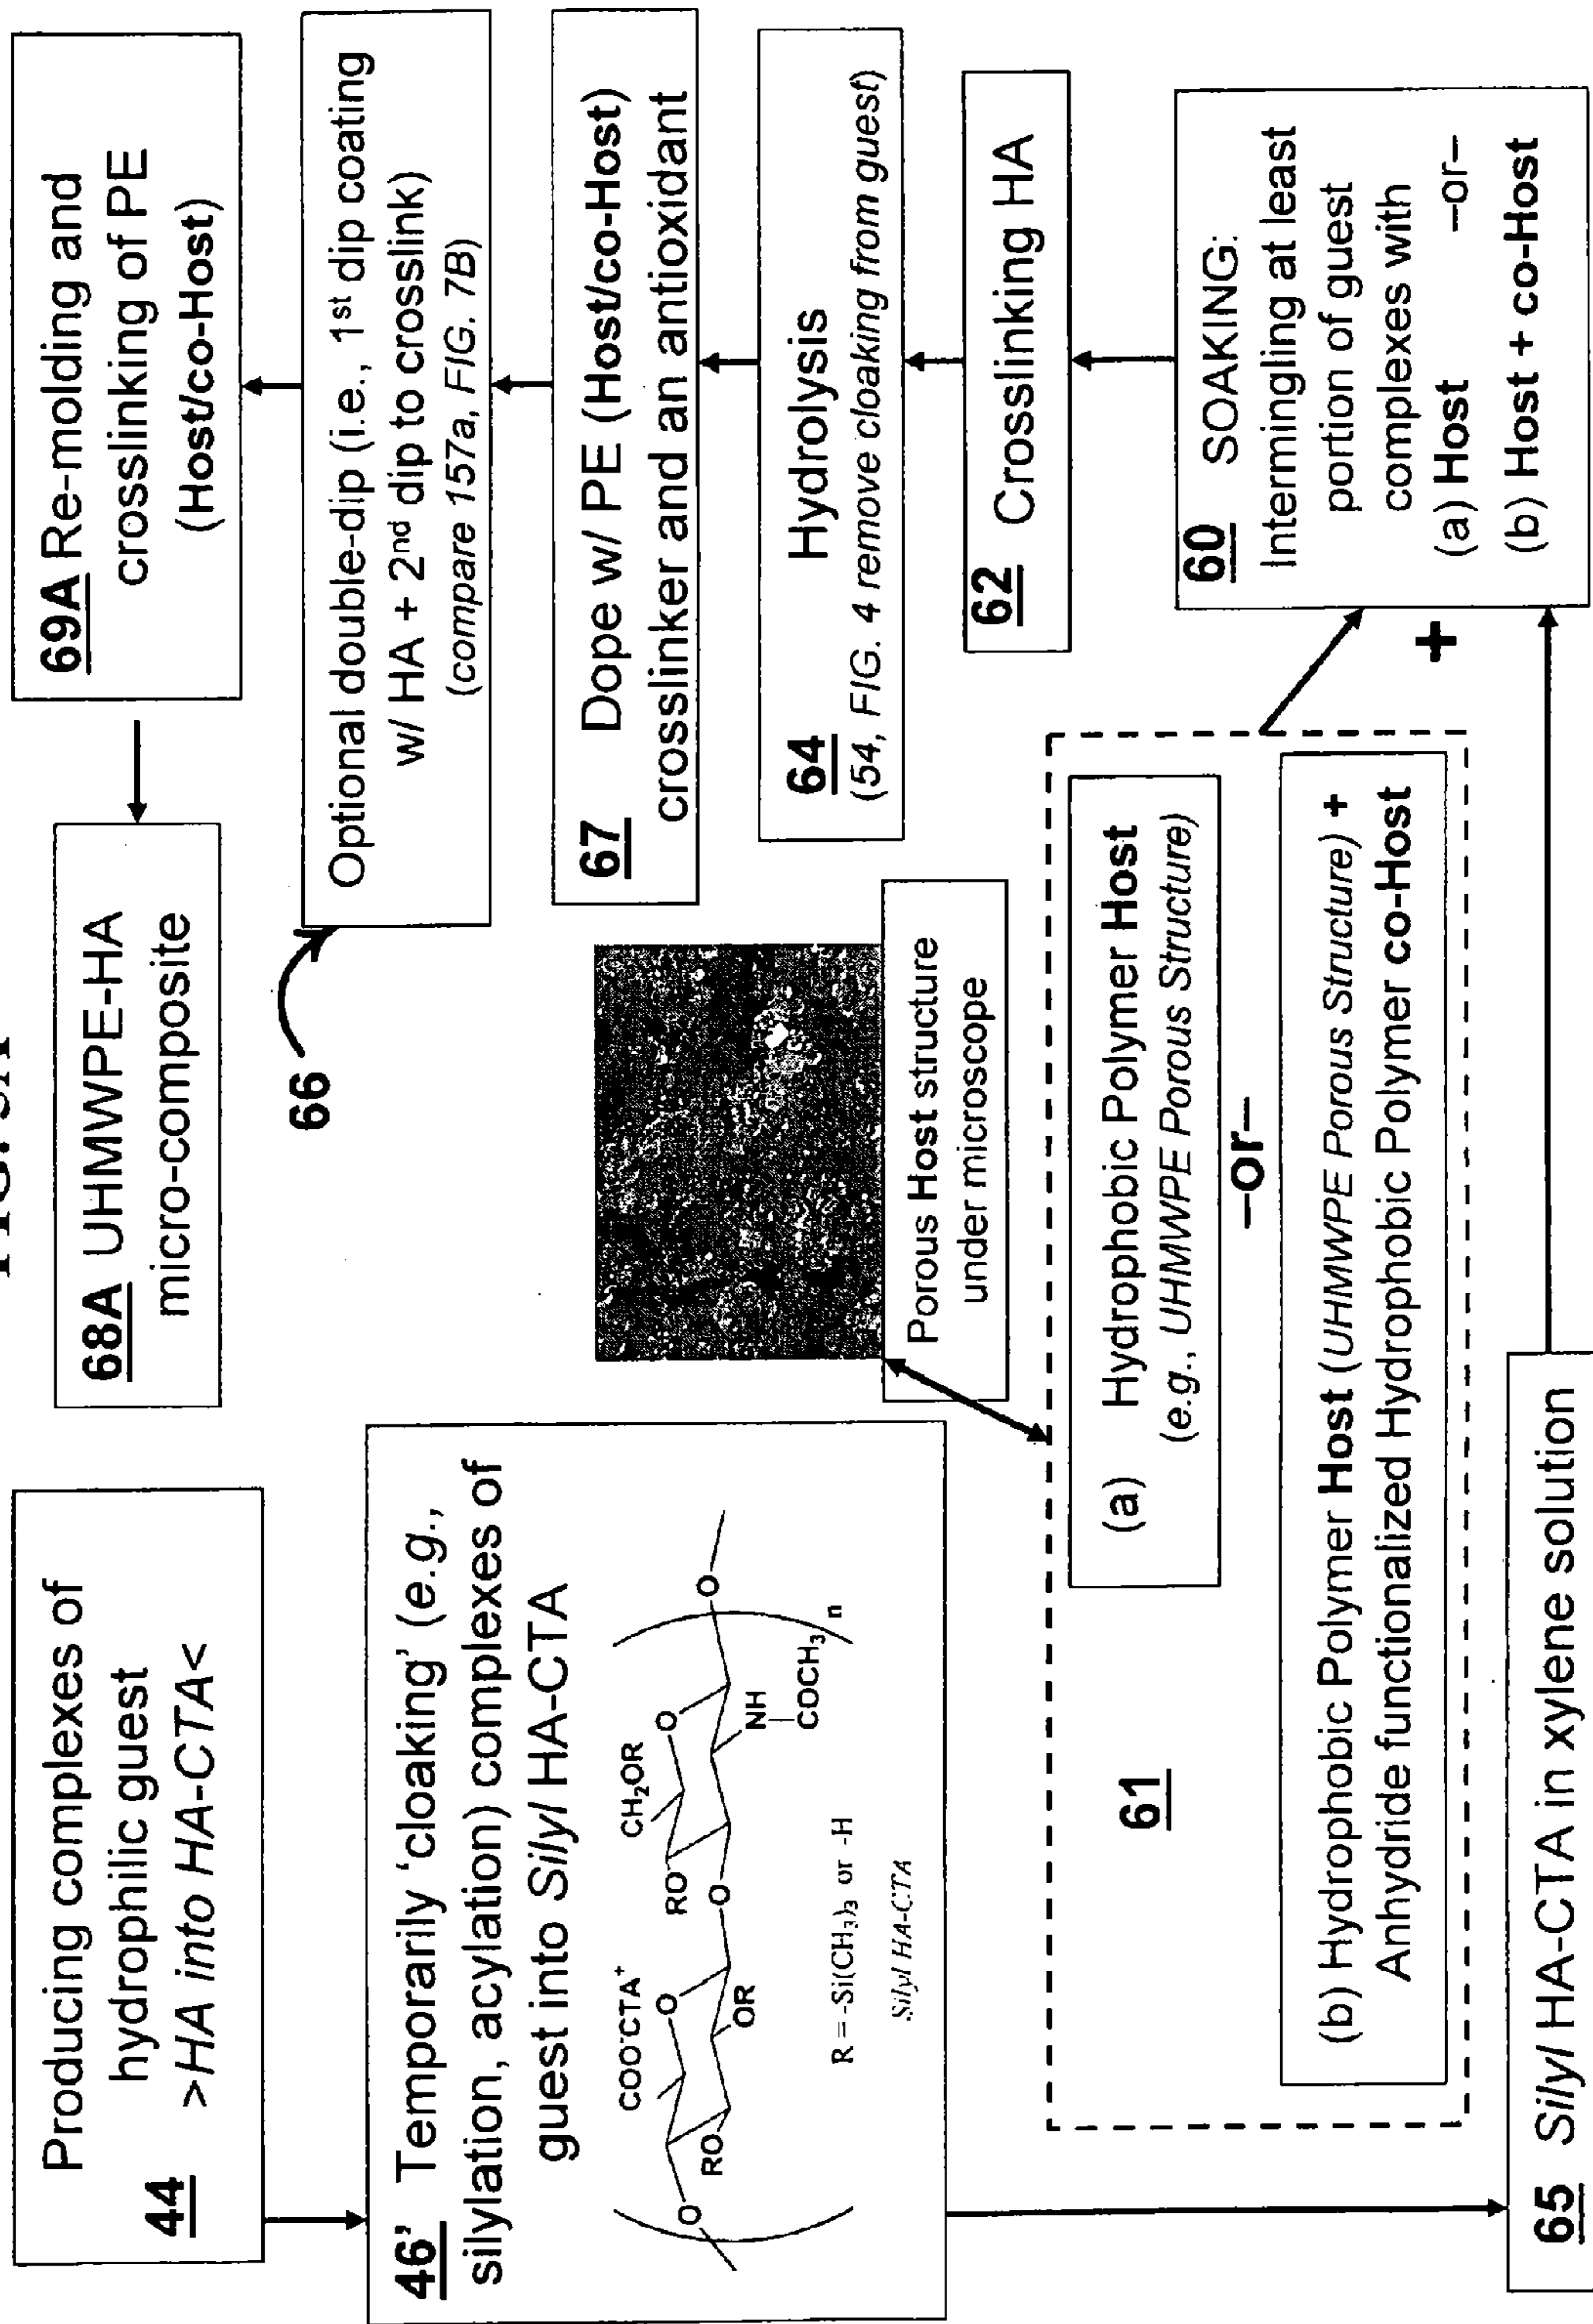 Producing complexes of
hydrophilic guest
44 >HA into HA-CTA<
46' Temporarily 'cloaking' (e.g.,
silylation, acylation) complexes of
guest into Silyl HA-CTA
COO⁻CTA⁺
CH₂OR
O
O
O
RO
OR
RO
O
NH
COCH₃
O
n
R = -Si(CH₃)₃ or -H
Silyl HA-CTA
65 Silyl HA-CTA in xylene solution
61
(a) Hydrophobic Polymer Host
(e.g., UHMWPE Porous Structure)
–or–
(b) Hydrophobic Polymer Host (UHMWPE Porous Structure) +
Anhydride functionalized Hydrophobic Polymer co-Host
Porous Host structure
under microscope
+
60 SOAKING:
Intermingling at least
portion of guest
complexes with
(a) Host –or–
(b) Host + co-Host
62 Crosslinking HA
Hydrolysis
64
(54, FIG. 4 remove cloaking from guest)
67 Dope w/ PE (Host/co-Host)
crosslinker and an antioxidant
66
Optional double-dip (i.e., 1st dip coating
w/ HA + 2nd dip to crosslink)
(compare 157a, FIG. 7B)
69A Re-molding and
crosslinking of PE
(Host/co-Host)
68A UHMWPE-HA
micro-composite